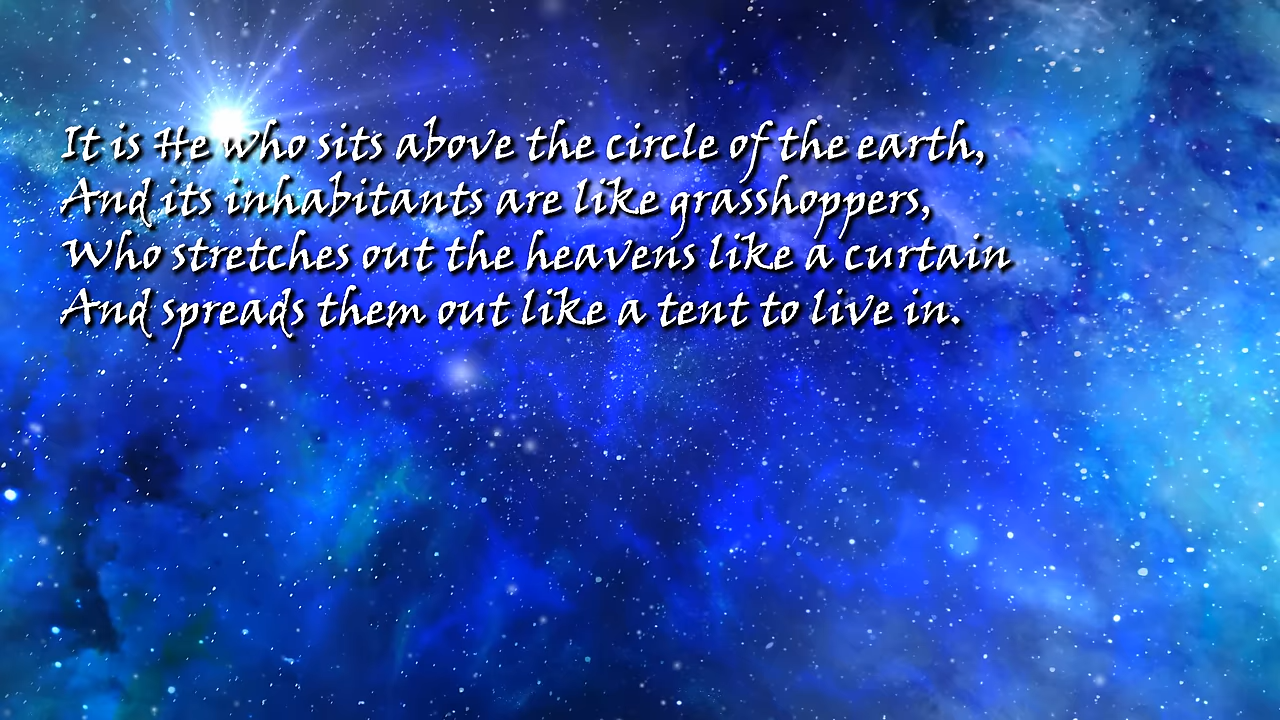 It is He who sits above the circle of the earth,
And its inhabitants are like grasshoppers,
Who stretches out the heavens like a curtain
And spreads them out like a tent to live in.